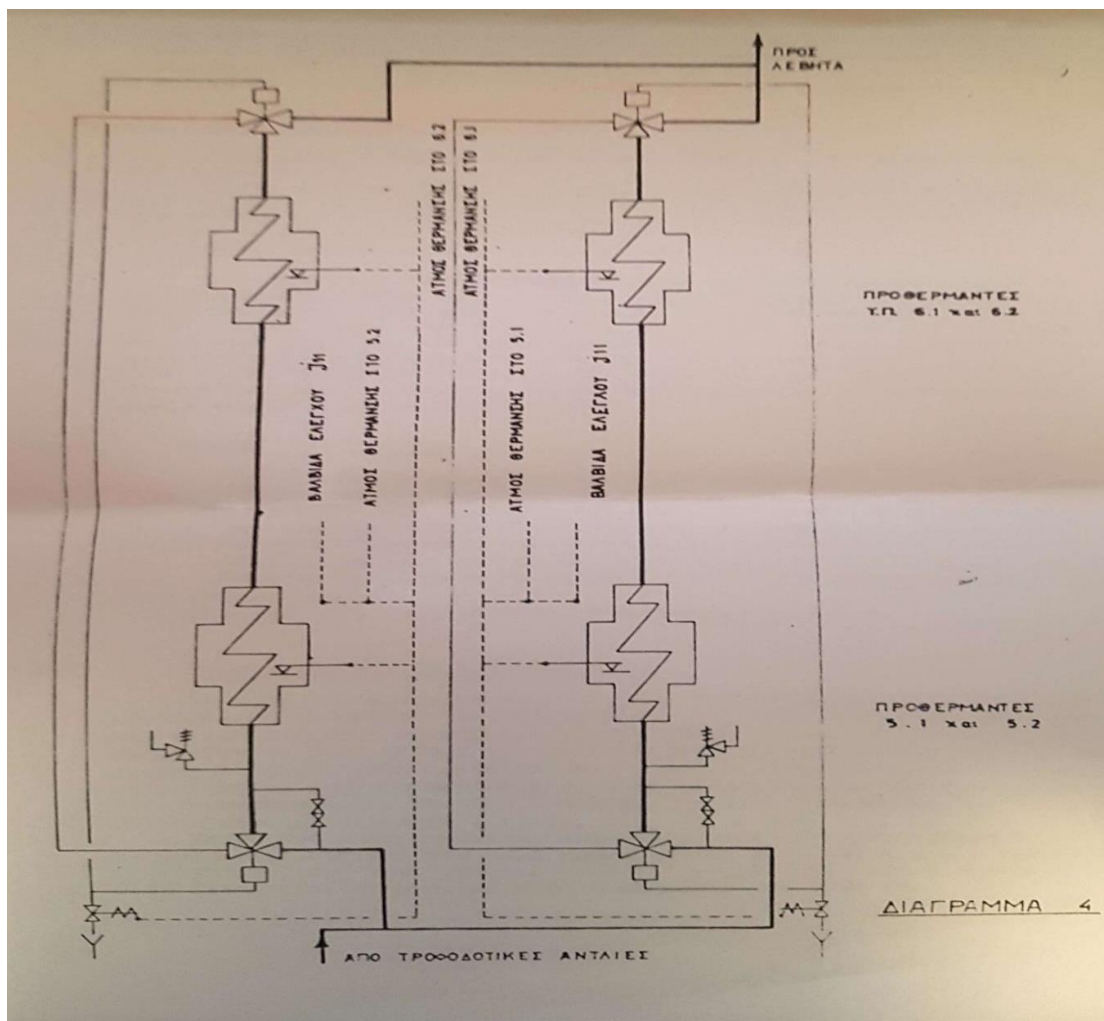 ΠΡΟΣ
ΛΕΒΗΤΑ
ΑΤΜΟΣ ΘΕΡΜΑΝΣΗΣ ΣΤΟ 6.2
ΑΤΜΟΣ ΘΕΡΜΑΝΣΗΣ ΣΤΟ 6.1
ΠΡΟΘΕΡΜΑΝΤΕΣ
Υ.Π. 6.1 και 6.2
ΒΑΛΒΙΔΑ ΕΛΕΓΧΟΥ j11
ΑΤΜΟΣ ΘΕΡΜΑΝΣΗΣ ΣΤΟ 5.2
ΑΤΜΟΣ ΘΕΡΜΑΝΣΗΣ ΣΤΟ 5.1
ΒΑΛΒΙΔΑ ΕΛΕΓΛΟΥ j11
ΠΡΟΘΕΡΜΑΝΤΕΣ
5.1 και 5.2
ΔΙΑΓΡΑΜΜΑ 4
ΑΠΟ ΤΡΟΦΟΔΟΤΙΚΕΣ ΑΝΤΛΙΕΣ